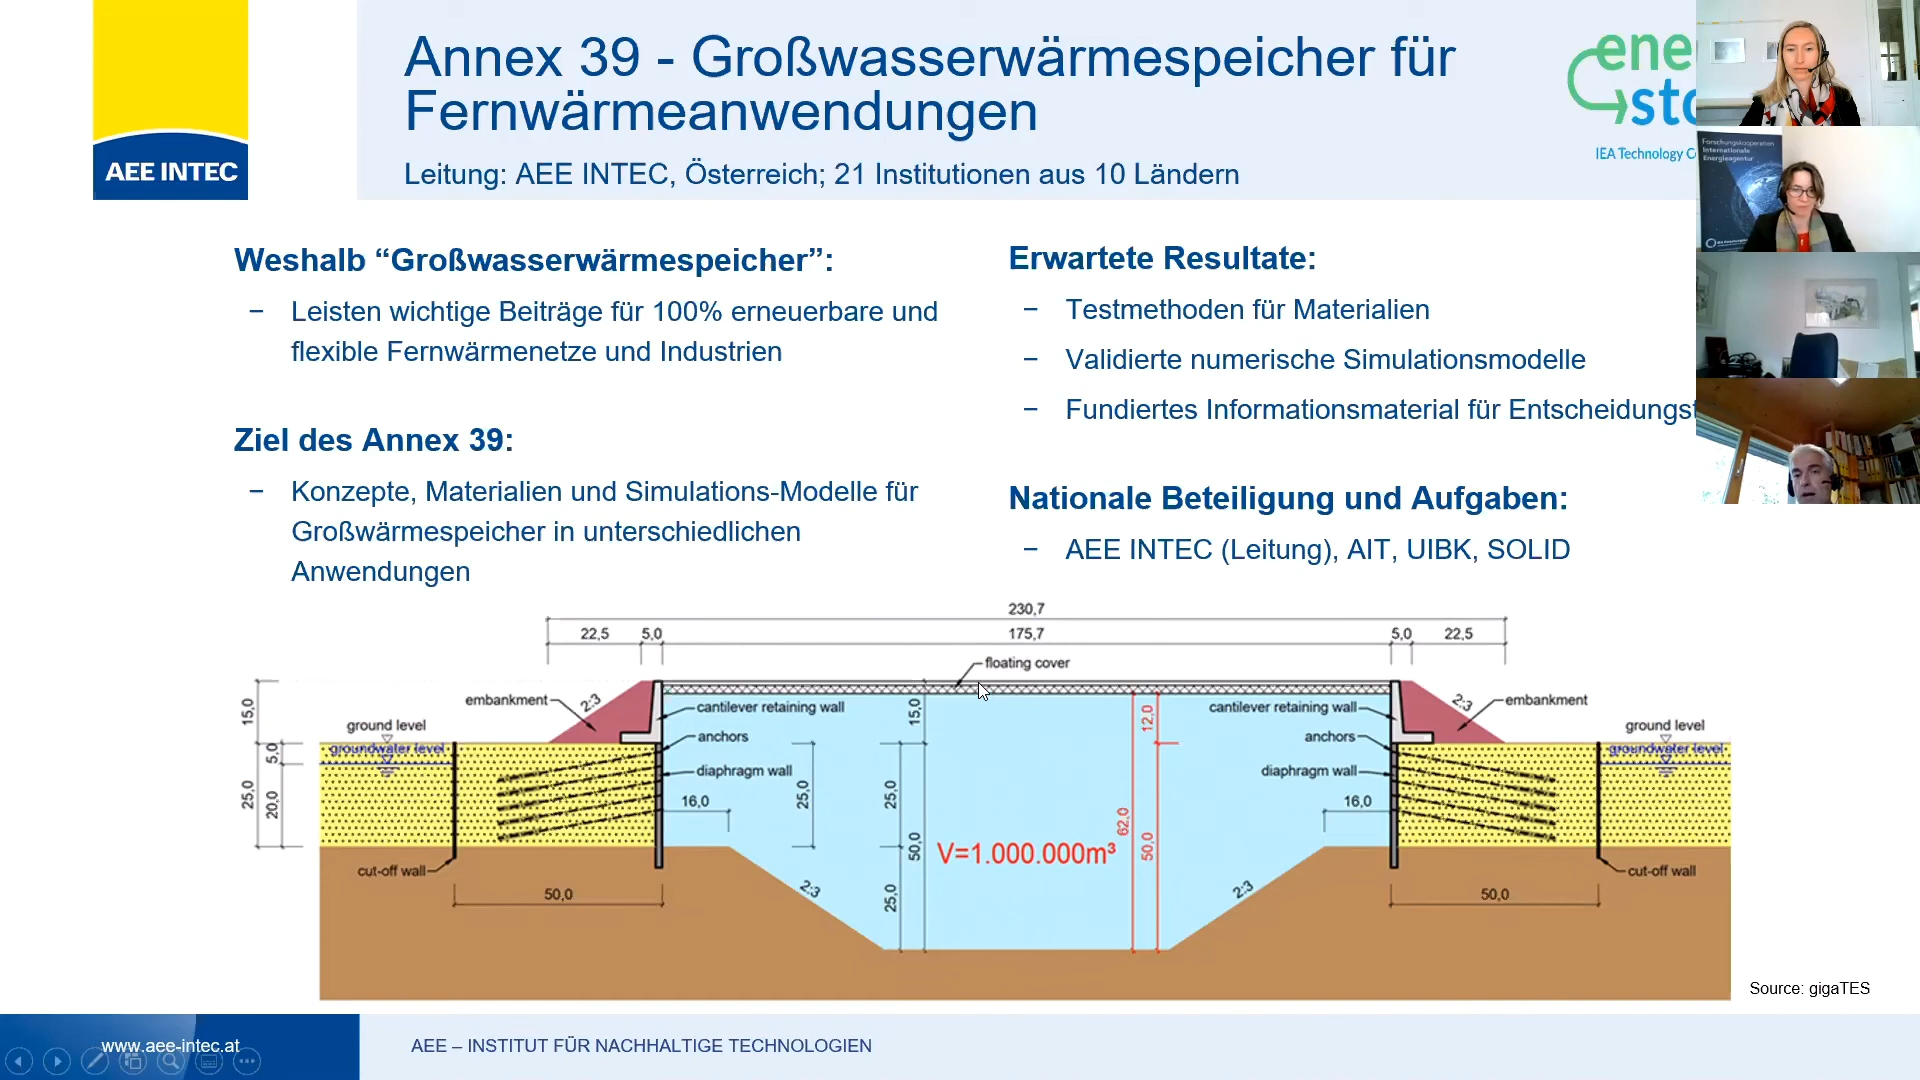 AEE INTEC
Annex 39 - Großwasserwärmespeicher für
Fernwärmeanwendungen
Leitung: AEE INTEC, Österreich; 21 Institutionen aus 10 Ländern
ene
sto
IEA Technology C
Forschungskooperation
Internationale
Energieagentur
Weshalb “Großwasserwärmespeicher”:
− Leisten wichtige Beiträge für 100% erneuerbare und
flexible Fernwärmenetze und Industrien
Ziel des Annex 39:
− Konzepte, Materialien und Simulations-Modelle für
Großwärmespeicher in unterschiedlichen
Anwendungen
Erwartete Resultate:
− Testmethoden für Materialien
− Validierte numerische Simulationsmodelle
− Fundiertes Informationsmaterial für Entscheidungst
Nationale Beteiligung und Aufgaben:
− AEE INTEC (Leitung), AIT, UIBK, SOLID
230,7
22,5 5,0 175,7 5,0 22,5
floating cover
embankment 2:3 cantilever retaining wall cantilever retaining wall 2:3 embankment
15,0 15,0 12,0
ground level ground level
groundwater level anchors anchors groundwater level
5,0
diaphragm wall diaphragm wall
25,0 20,0 16,0 25,0 25,0 16,0
62,0
V=1.000.000m³
50,0 50,0
cut-off wall cut-off wall
2:3 25,0 2:3
50,0 50,0
Source: gigaTES
www.aee-intec.at
AEE – INSTITUT FÜR NACHHALTIGE TECHNOLOGIEN